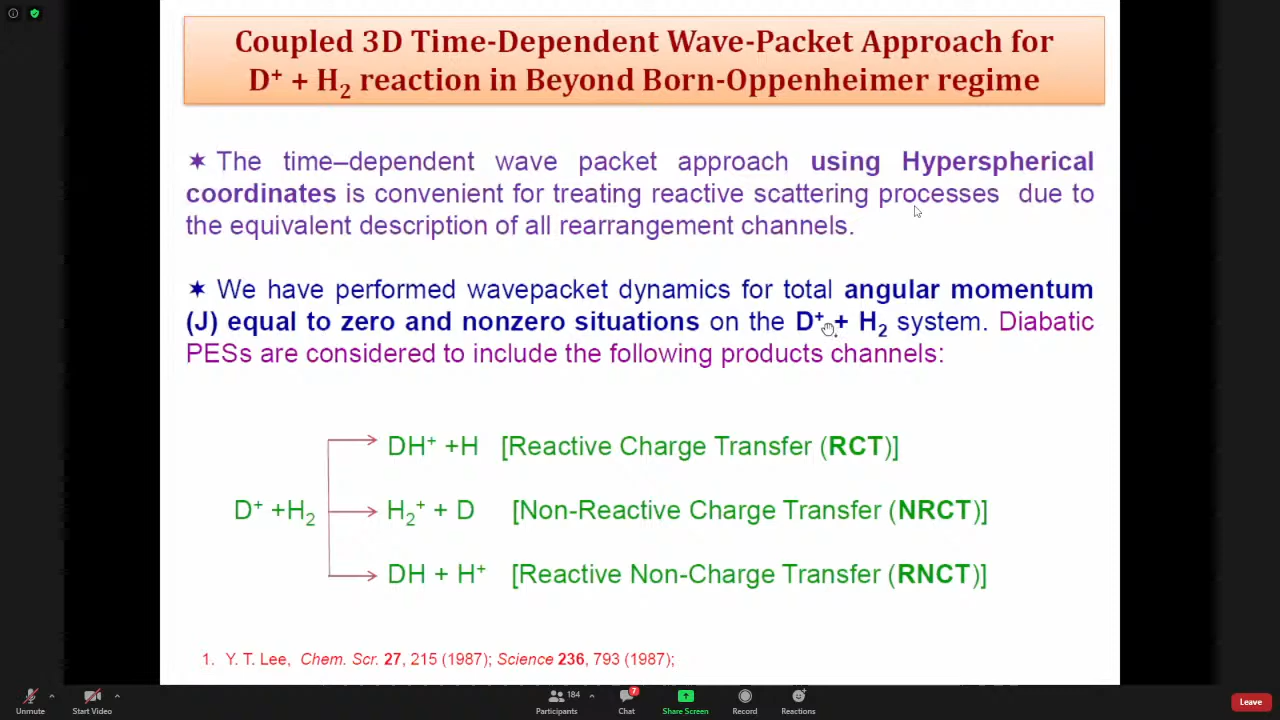 Coupled 3D Time-Dependent Wave-Packet Approach for
D⁺ + H₂ reaction in Beyond Born-Oppenheimer regime
✶ The time–dependent wave packet approach using Hyperspherical
coordinates is convenient for treating reactive scattering processes due to
the equivalent description of all rearrangement channels.
✶ We have performed wavepacket dynamics for total angular momentum
(J) equal to zero and nonzero situations on the D⁺ + H₂ system. Diabatic
PESs are considered to include the following products channels:
DH⁺ +H [Reactive Charge Transfer (RCT)]
D⁺ +H₂ H₂⁺ + D [Non-Reactive Charge Transfer (NRCT)]
DH + H⁺ [Reactive Non-Charge Transfer (RNCT)]
1. Y. T. Lee, Chem. Scr. 27, 215 (1987); Science 236, 793 (1987);
184 7
Unmute Start Video Participants Chat Share Screen Record Reactions Leave